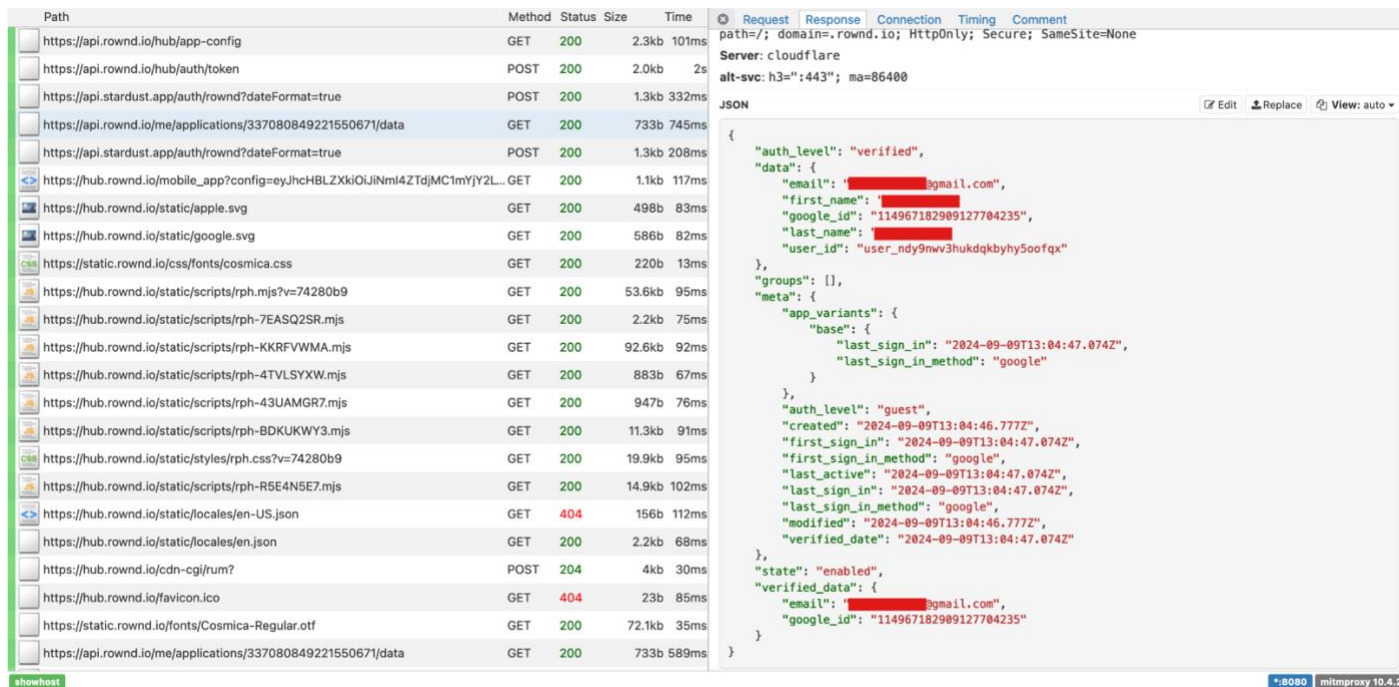 Path Method Status Size Time
https://api.rownd.io/hub/app-config GET 200 2.3kb 101ms
https://api.rownd.io/hub/auth/token POST 200 2.0kb 2s
https://api.stardust.app/auth/rownd?dateFormat=true POST 200 1.3kb 332ms
https://api.rownd.io/me/applications/337080849221550671/data GET 200 733b 745ms
https://api.stardust.app/auth/rownd?dateFormat=true POST 200 1.3kb 208ms
https://hub.rownd.io/mobile_app?config=eyJhcHBLZXkiOiJiNmI4ZTdjMC1mYjY2L... GET 200 1.1kb 117ms
https://hub.rownd.io/static/apple.svg GET 200 498b 83ms
https://hub.rownd.io/static/google.svg GET 200 586b 82ms
https://static.rownd.io/css/fonts/cosmica.css GET 200 220b 13ms
https://hub.rownd.io/static/scripts/rph.mjs?v=74280b9 GET 200 53.6kb 95ms
https://hub.rownd.io/static/scripts/rph-7EASQ2SR.mjs GET 200 2.2kb 75ms
https://hub.rownd.io/static/scripts/rph-KKRFVWMA.mjs GET 200 92.6kb 92ms
https://hub.rownd.io/static/scripts/rph-4TVLSYXW.mjs GET 200 883b 67ms
https://hub.rownd.io/static/scripts/rph-43UAMGR7.mjs GET 200 947b 76ms
https://hub.rownd.io/static/scripts/rph-BDKUKWY3.mjs GET 200 11.3kb 91ms
https://hub.rownd.io/static/styles/rph.css?v=74280b9 GET 200 19.9kb 95ms
https://hub.rownd.io/static/scripts/rph-R5E4N5E7.mjs GET 200 14.9kb 102ms
https://hub.rownd.io/static/locales/en-US.json GET 404 156b 112ms
https://hub.rownd.io/static/locales/en.json GET 200 2.2kb 68ms
https://hub.rownd.io/cdn-cgi/rum? POST 204 4kb 30ms
https://hub.rownd.io/favicon.ico GET 404 23b 85ms
https://static.rownd.io/fonts/Cosmica-Regular.otf GET 200 72.1kb 35ms
https://api.rownd.io/me/applications/337080849221550671/data GET 200 733b 589ms
showhost
Request Response Connection Timing Comment
path=/; domain=.rownd.io; HttpOnly; Secure; SameSite=None
Server: cloudflare
alt-svc: h3=":443"; ma=86400
JSON Edit Replace View: auto
{
"auth_level": "verified",
"data": {
"email": "@gmail.com",
"first_name": "
"google_id": "114967182909127704235",
"last_name": "
"user_id": "user_ndy9nwv3hukdqkbyhy5oofqx"
},
"groups": [],
"meta": {
"app_variants": {
"base": {
"last_sign_in": "2024-09-09T13:04:47.074Z",
"last_sign_in_method": "google"
}
},
"auth_level": "guest",
"created": "2024-09-09T13:04:46.777Z",
"first_sign_in": "2024-09-09T13:04:47.074Z",
"first_sign_in_method": "google",
"last_active": "2024-09-09T13:04:47.074Z",
"last_sign_in": "2024-09-09T13:04:47.074Z",
"last_sign_in_method": "google",
"modified": "2024-09-09T13:04:46.777Z",
"verified_date": "2024-09-09T13:04:47.074Z"
},
"state": "enabled",
"verified_data": {
"email": "@gmail.com",
"google_id": "114967182909127704235"
}
}
*:8080 mitmproxy 10.4.